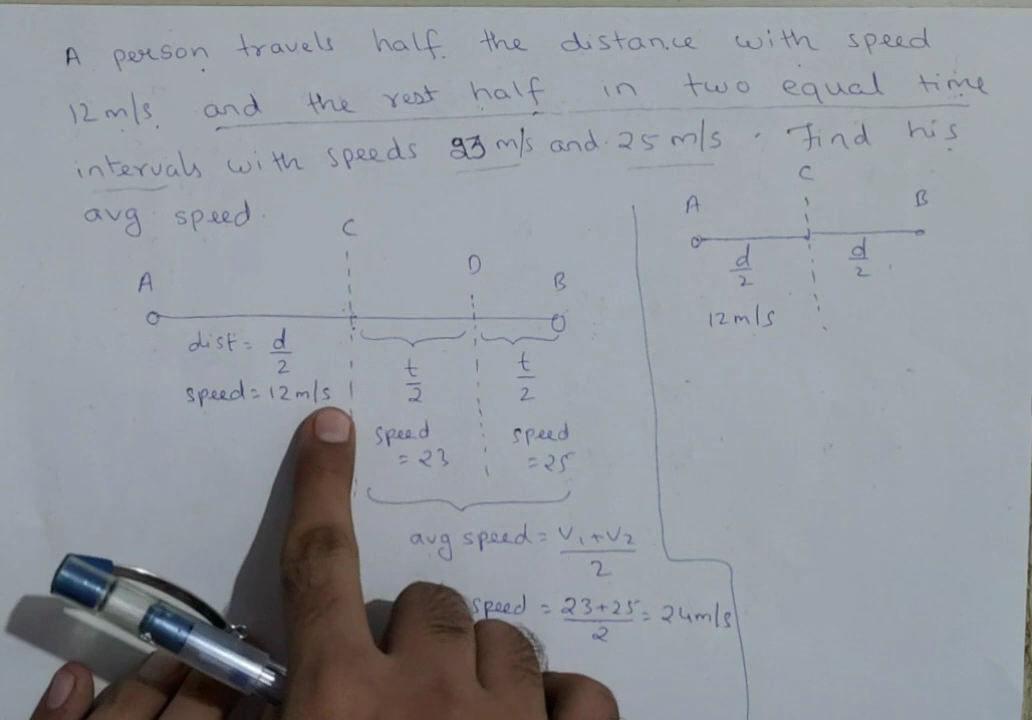 A person travels half the distance with speed
12 m/s and the rest half in two equal time
intervals with speeds 23 m/s and 25 m/s. Find his
avg speed.
C
A
D
B
dist = d/2
speed = 12 m/s
t/2
t/2
speed
= 23
speed
= 25
avg speed = V₁+V₂/2
speed = 23+25/2 = 24m/s
C
A
B
d/2
d/2
12m/s